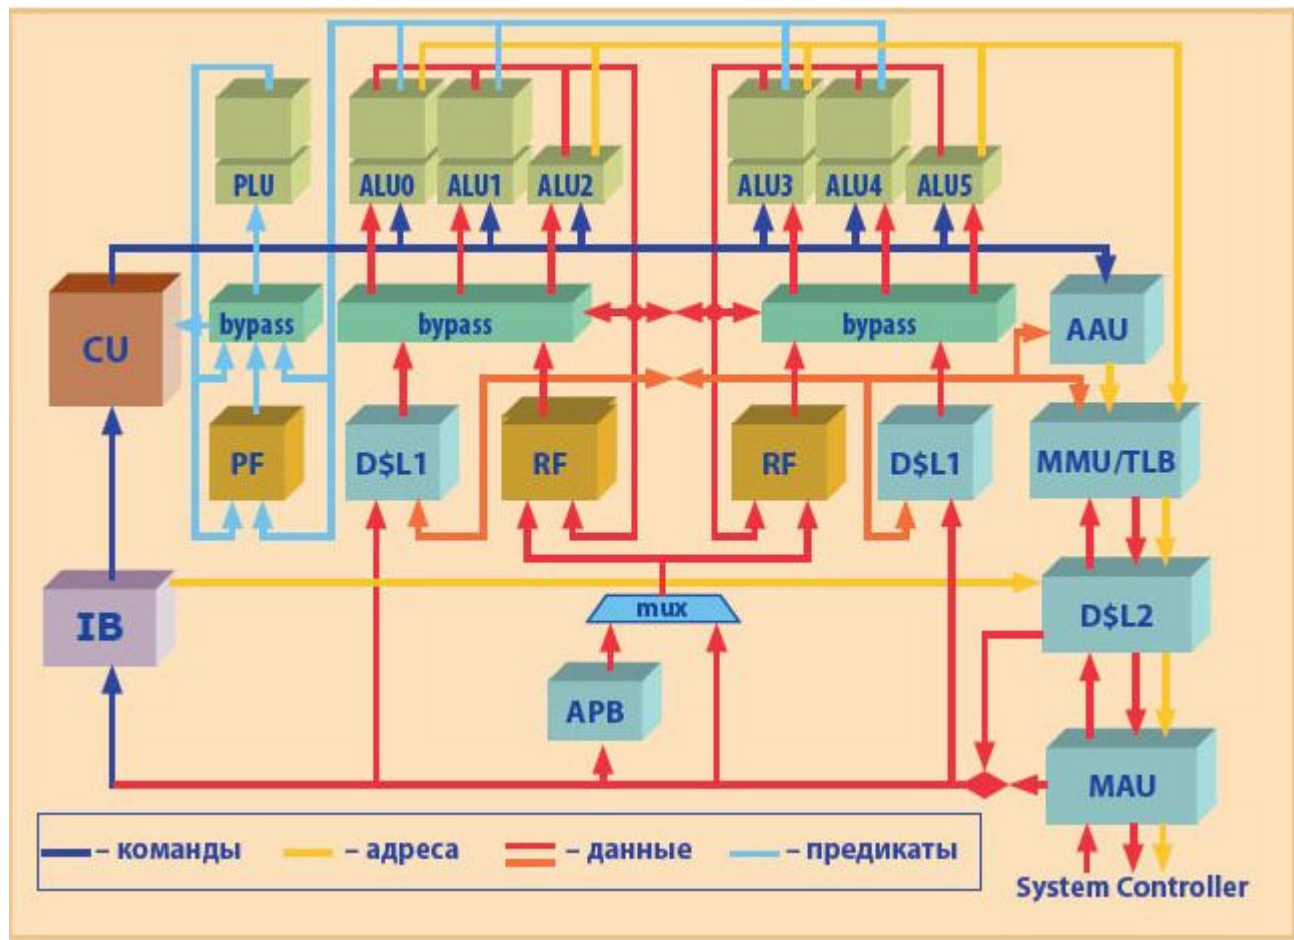 PLU
ALU0
ALU1
ALU2
ALU3
ALU4
ALU5
CU
bypass
bypass
bypass
AAU
PF
D$L1
RF
RF
D$L1
MMU/TLB
IB
mux
D$L2
APB
MAU
– команды
– адреса
– данные
– предикаты
System Controller